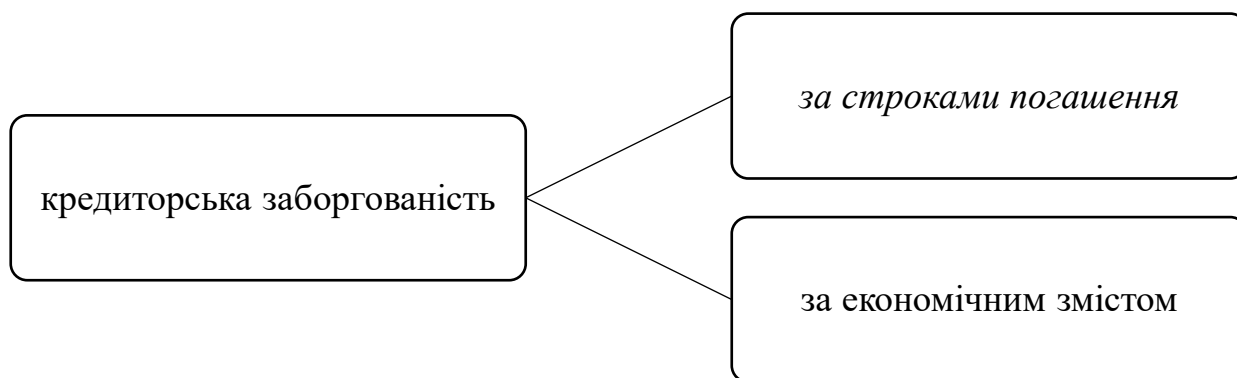 за строками погашення
кредиторська заборгованість
за економічним змістом